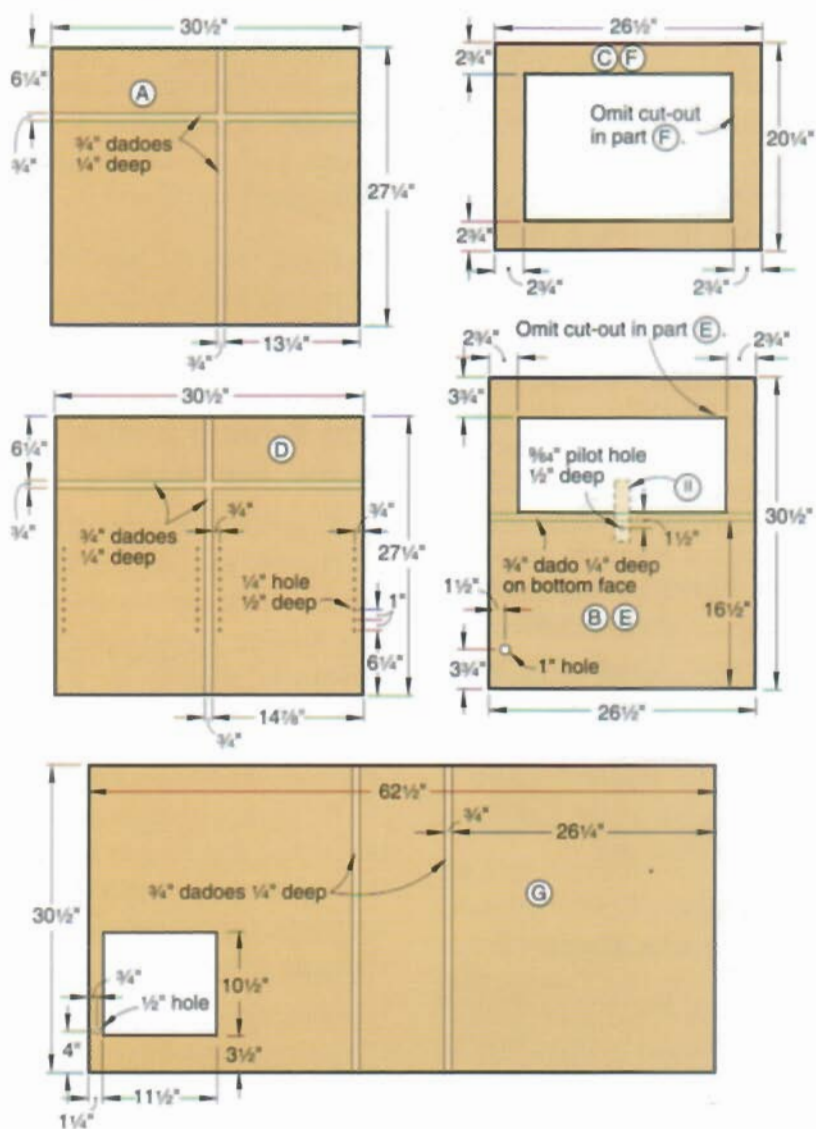 30½"
6¼"
A
¾" dadoes
¼" deep
¾"
27¼"
¾"
13¼"
26½"
2¾"
C F
Omit cut-out
in part F.
20¼"
2¾"
2¾"
2¾"
30½"
6¼"
D
¾"
¾" dadoes
¼" deep
¾"
¾"
27¼"
¼" hole
½" deep
1"
6¼"
14⅞"
¾"
Omit cut-out in part E.
2¾"
2¾"
3¾"
9/64" pilot hole
½" deep
II
30½"
1½"
¾" dado ¼" deep
on bottom face
1½"
B E
16½"
3¾"
1" hole
26½"
62½"
¾"
26¼"
¾" dadoes ¼" deep
G
30½"
¾"
½" hole
10½"
4"
3½"
11½"
1¼"